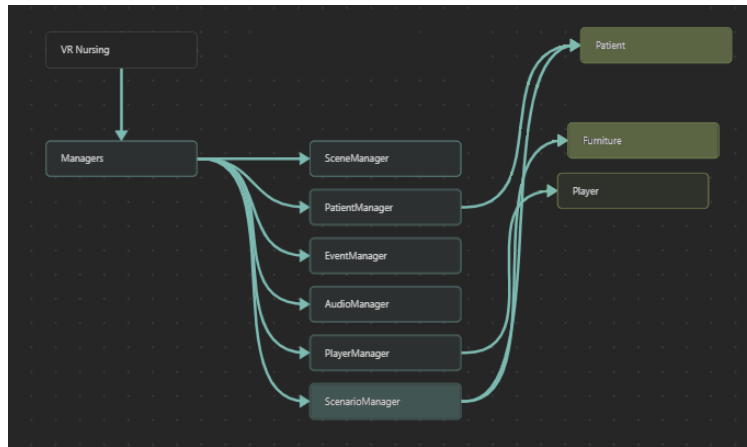 VR Nursing
Patient
Furniture
Managers
SceneManager
Player
PatientManager
EventManager
AudioManager
PlayerManager
ScenarioManager